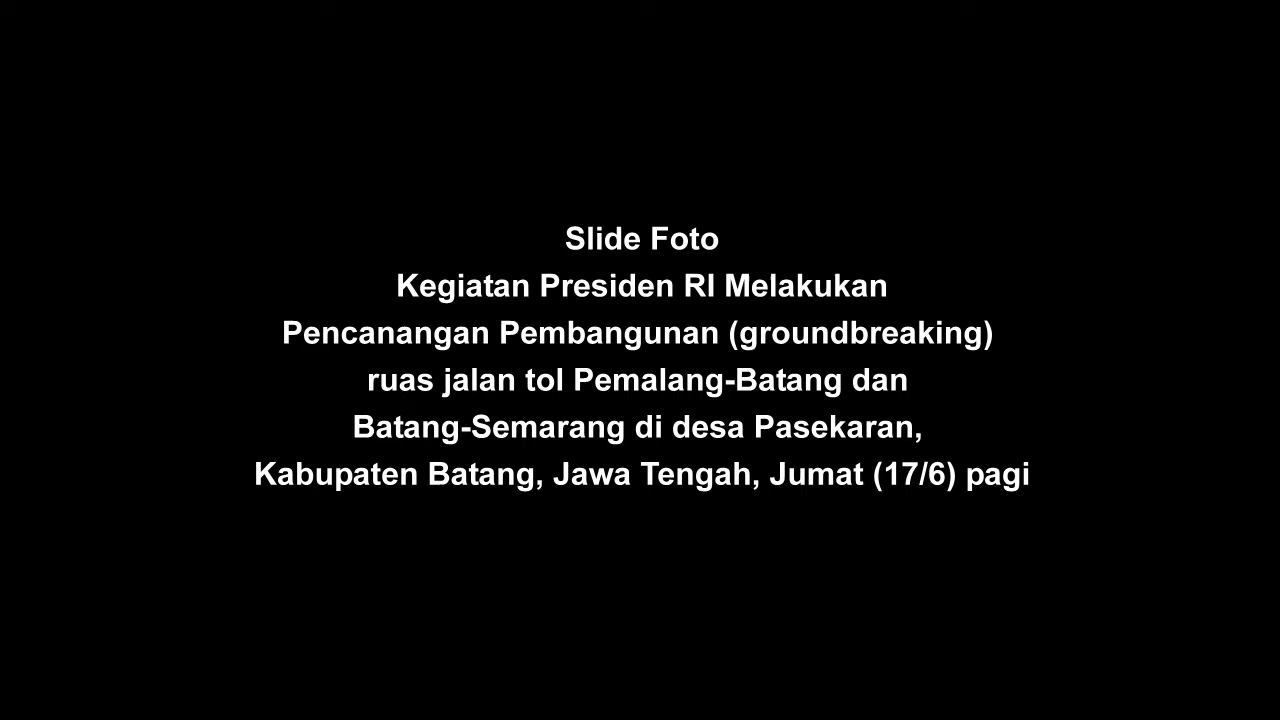 Slide Foto
Kegiatan Presiden RI Melakukan
Pencanangan Pembangunan (groundbreaking)
ruas jalan tol Pemalang-Batang dan
Batang-Semarang di desa Pasekaran,
Kabupaten Batang, Jawa Tengah, Jumat (17/6) pagi